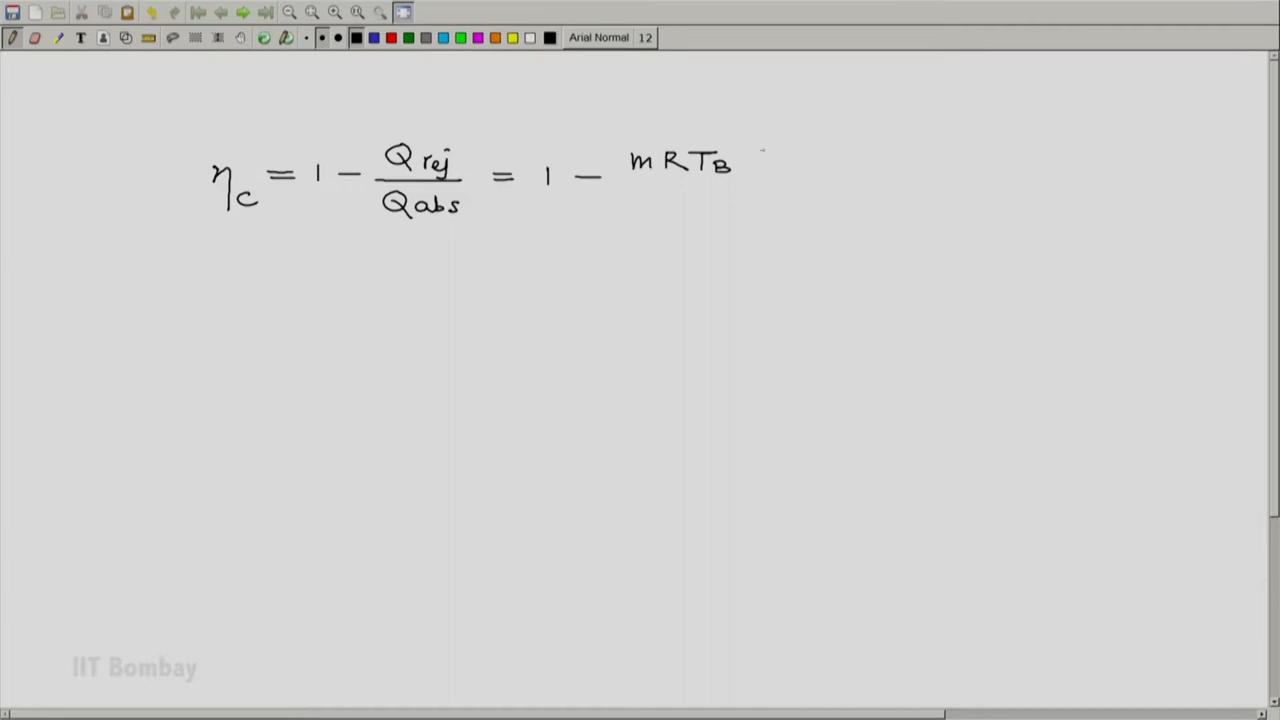 Arial Normal 12
η_C = 1 - Q rej / Q abs = 1 - m R T_B
IIT Bombay